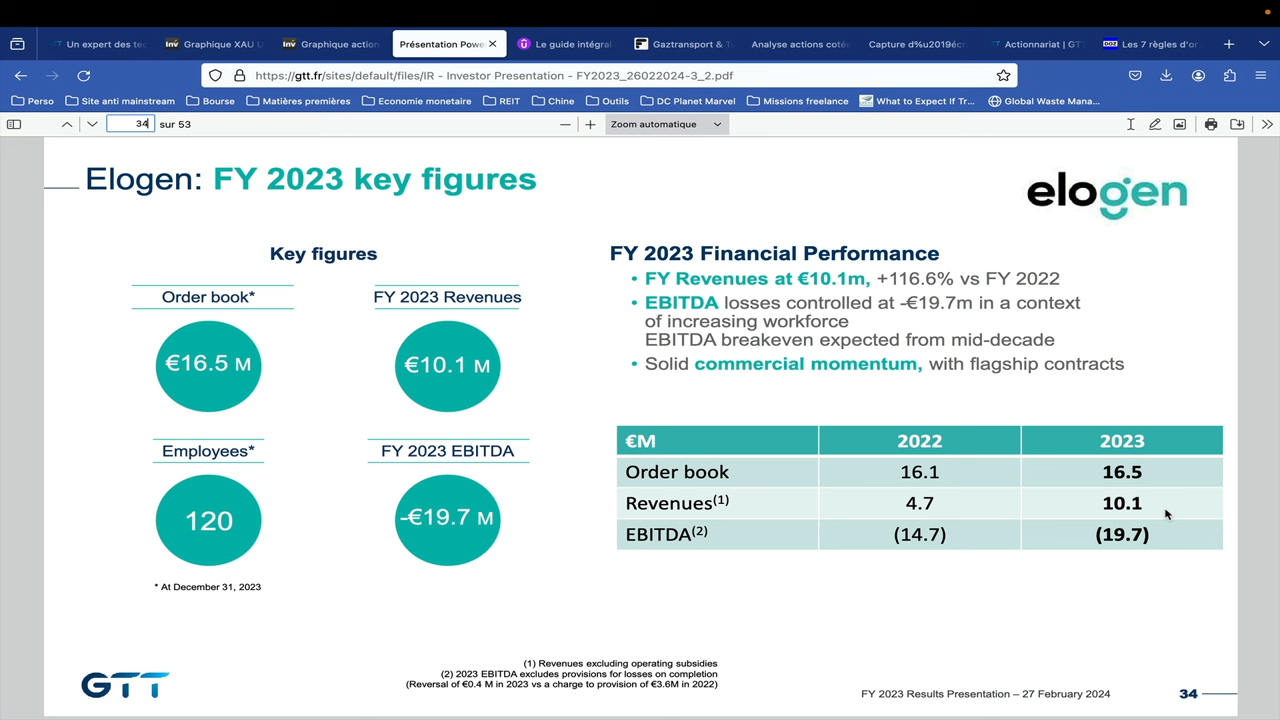 Un expert des te
Graphique XAU U
Graphique action
Présentation Powe
Le guide intégral
Gaztransport & T
Analyse actions coté
Capture d%u2019écr
Actionnariat | GT
DOZ
Les 7 règles d'or
Inv
Inv
https://gtt.fr/sites/default/files/IR - Investor Presentation - FY2023_26022024-3_2.pdf
Perso
Site anti mainstream
Bourse
Matières premières
Economie monetaire
REIT
Chine
Outils
DC Planet Marvel
Missions freelance
What to Expect If Tr...
Global Waste Mana...
34
sur 53
Zoom automatique
Elogen: FY 2023 key figures
elogen
Key figures
Order book*
€16.5 M
FY 2023 Revenues
€10.1 M
Employees*
120
FY 2023 EBITDA
-€19.7 M
* At December 31, 2023
FY 2023 Financial Performance
• FY Revenues at €10.1m, +116.6% vs FY 2022
• EBITDA losses controlled at -€19.7m in a context
of increasing workforce
EBITDA breakeven expected from mid-decade
• Solid commercial momentum, with flagship contracts
€M 2022 2023
Order book 16.1 16.5
Revenues(1) 4.7 10.1
EBITDA(2) (14.7) (19.7)
(1) Revenues excluding operating subsidies
(2) 2023 EBITDA excludes provisions for losses on completion
(Reversal of €0.4 M in 2023 vs a charge to provision of €3.6M in 2022)
GTT
FY 2023 Results Presentation – 27 February 2024
34